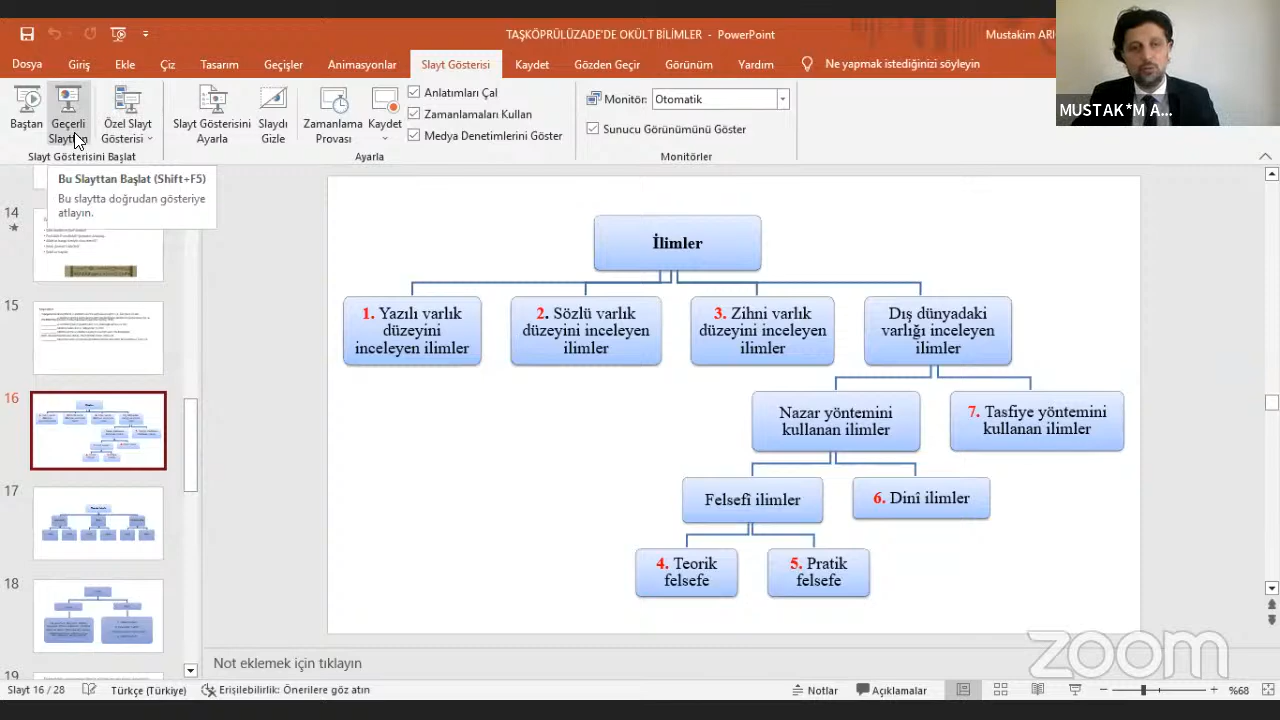 TAŞKÖPRÜLÜZADE'DE OKÜLT BİLİMLER - PowerPoint
Mustakim ARI
Dosya Giriş Ekle Çiz Tasarım Geçişler Animasyonlar Slayt Gösterisi Kaydet Gözden Geçir Görünüm Yardım Ne yapmak istediğinizi söyleyin
MUSTAK*M A...
Baştan
Geçerli
Özel Slayt
Gösterisi
Slayt Gösterisini
Ayarla
Slaydı
Gizle
Zamanlama
Provası
Kaydet
Anlatımları Çal
Zamanlamaları Kullan
Medya Denetimlerini Göster
Monitör: Otomatik
Sunucu Görünümünü Göster
Slayt Gösterisini Başlat
Ayarla
Monitörler
Bu Slayttan Başlat (Shift+F5)
Bu slaytta doğrudan gösteriye
atlayın.
14
15
16
17
18
19
İlimler
1. Yazılı varlık
düzeyini
inceleyen ilimler
2. Sözlü varlık
düzeyini inceleyen
ilimler
3. Zihni varlık
düzeyini inceleyen
ilimler
Dış dünyadaki
varlığı inceleyen
ilimler
Nazar yöntemini
kullanan ilimler
7. Tasfiye yöntemini
kullanan ilimler
Felsefî ilimler
6. Dinî ilimler
4. Teorik
felsefe
5. Pratik
felsefe
Not eklemek için tıklayın
zoom
Slayt 16 / 28 Türkçe (Türkiye) Erişilebilirlik: Önerilere göz atın Notlar Açıklamalar %68